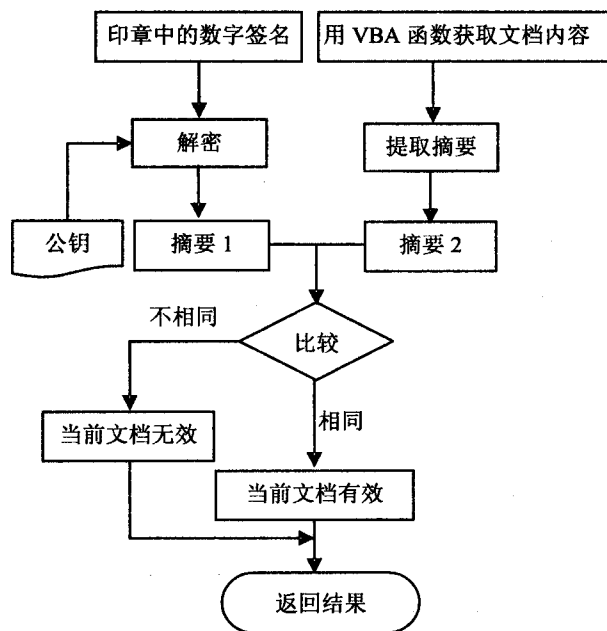 印章中的数字签名
用 VBA 函数获取文档内容
解密
提取摘要
公钥
摘要 1
摘要 2
不相同
比较
相同
当前文档无效
当前文档有效
返回结果